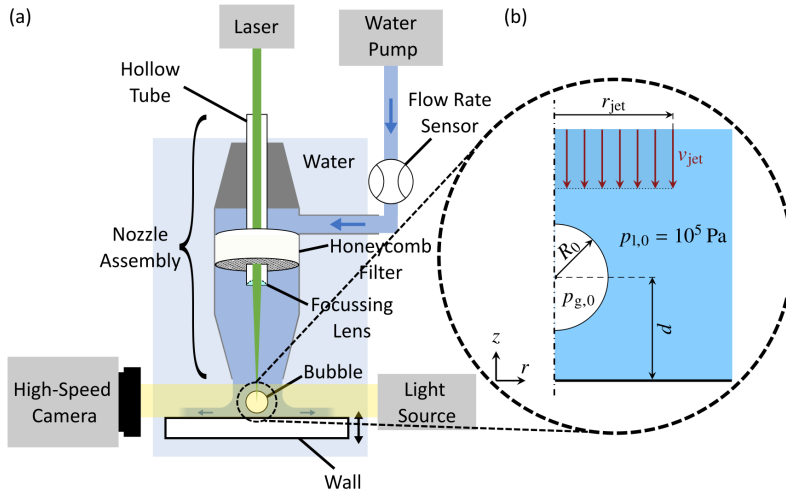 (a)
Laser
Water
Pump
Hollow
Tube
Flow Rate
Sensor
Water
Nozzle
Assembly
Honeycomb
Filter
Focussing
Lens
Bubble
High-Speed
Camera
Light
Source
Wall
(b)
r_jet
v_jet
p_l,0 = 10^5 Pa
R_0
p_g,0
d
z
r